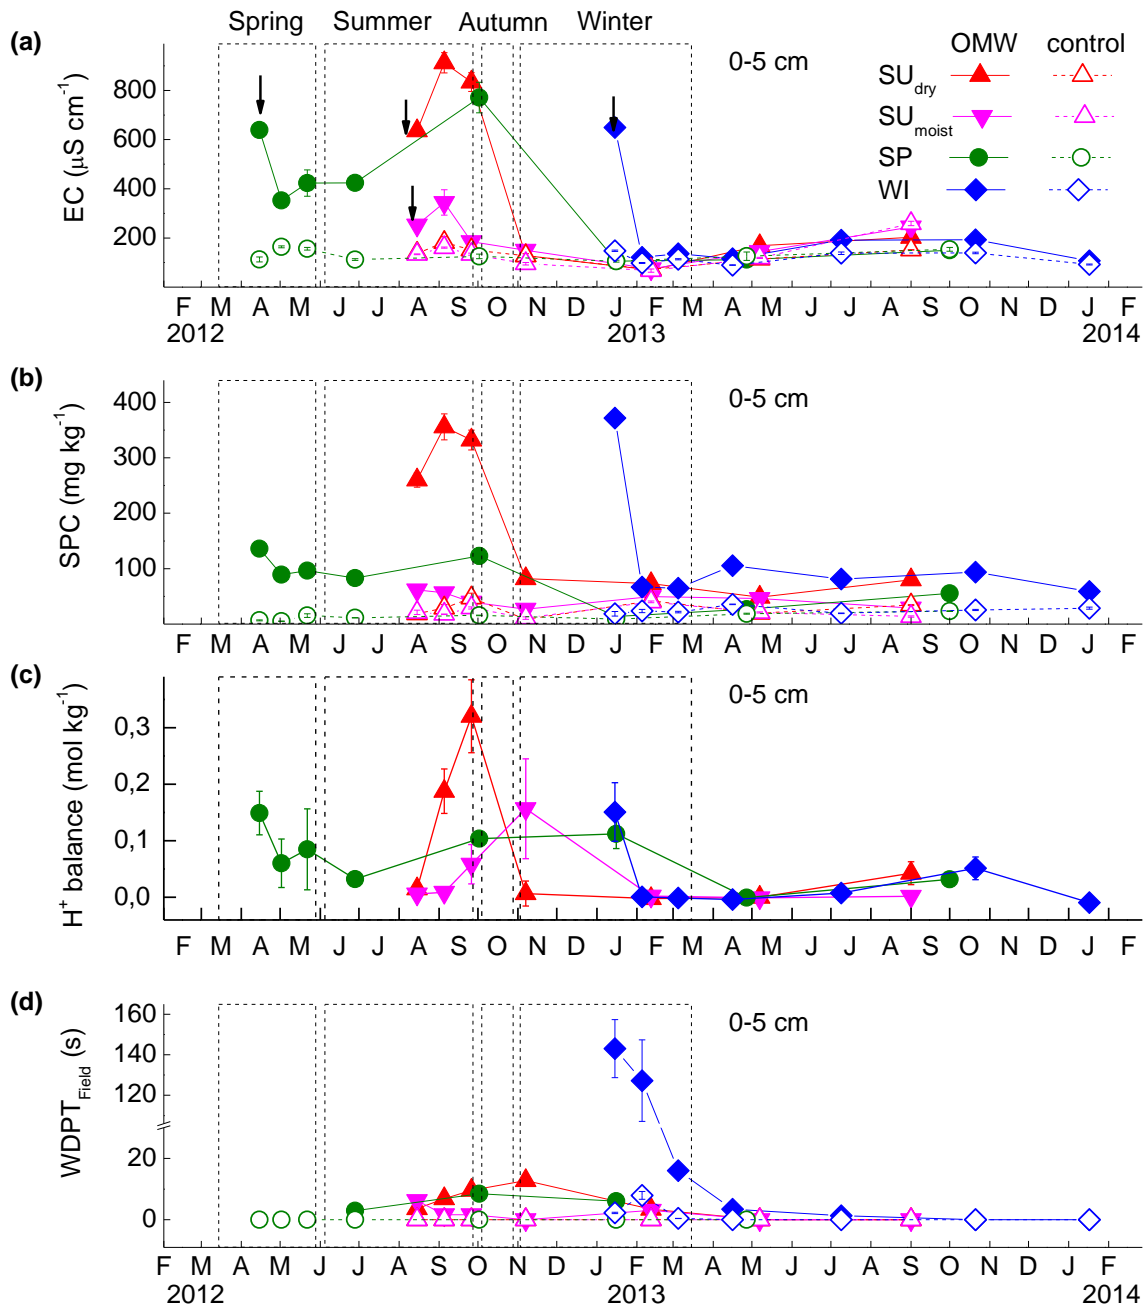 Spring Summer Autumn Winter
(a)
0-5 cm
OMW control
SU_dry
SU_moist
SP
WI
EC (μS cm⁻¹)
800
600
400
200
F M A M J J A S O N D J F M A M J J A S O N D J F
2012 2013 2014
(b)
0-5 cm
SPC (mg kg⁻¹)
400
300
200
100
(c)
0-5 cm
H⁺ balance (mol kg⁻¹)
0,3
0,2
0,1
0,0
F M A M J J A S O N D J F M A M J J A S O N D J F
(d)
0-5 cm
WDPT_Field (s)
160
140
120
20
0
F M A M J J A S O N D J F M A M J J A S O N D J F
2012 2013 2014